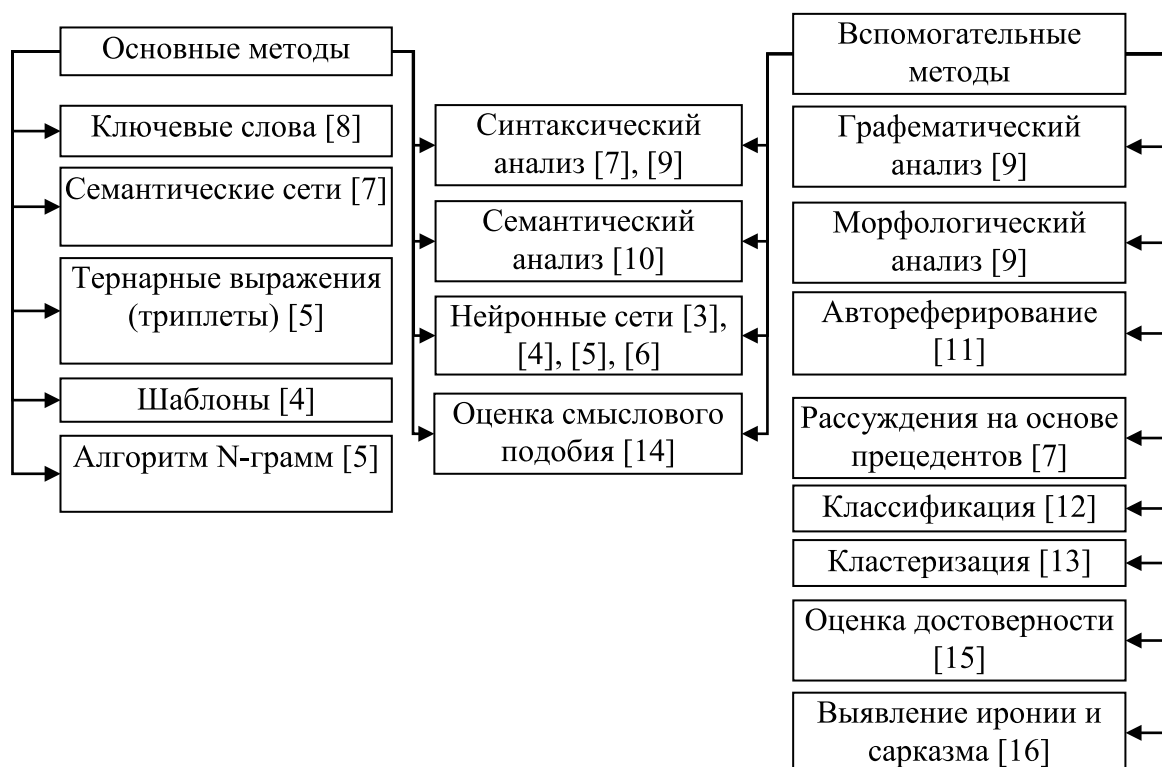 Основные методы
Ключевые слова [8]
Семантические сети [7]
Тернарные выражения
(триплеты) [5]
Шаблоны [4]
Алгоритм N-грамм [5]
Синтаксический
анализ [7], [9]
Семантический
анализ [10]
Нейронные сети [3],
[4], [5], [6]
Оценка смыслового
подобия [14]
Вспомогательные
методы
Графематический
анализ [9]
Морфологический
анализ [9]
Автореферирование
[11]
Рассуждения на основе
прецедентов [7]
Классификация [12]
Кластеризация [13]
Оценка достоверности
[15]
Выявление иронии и
сарказма [16]